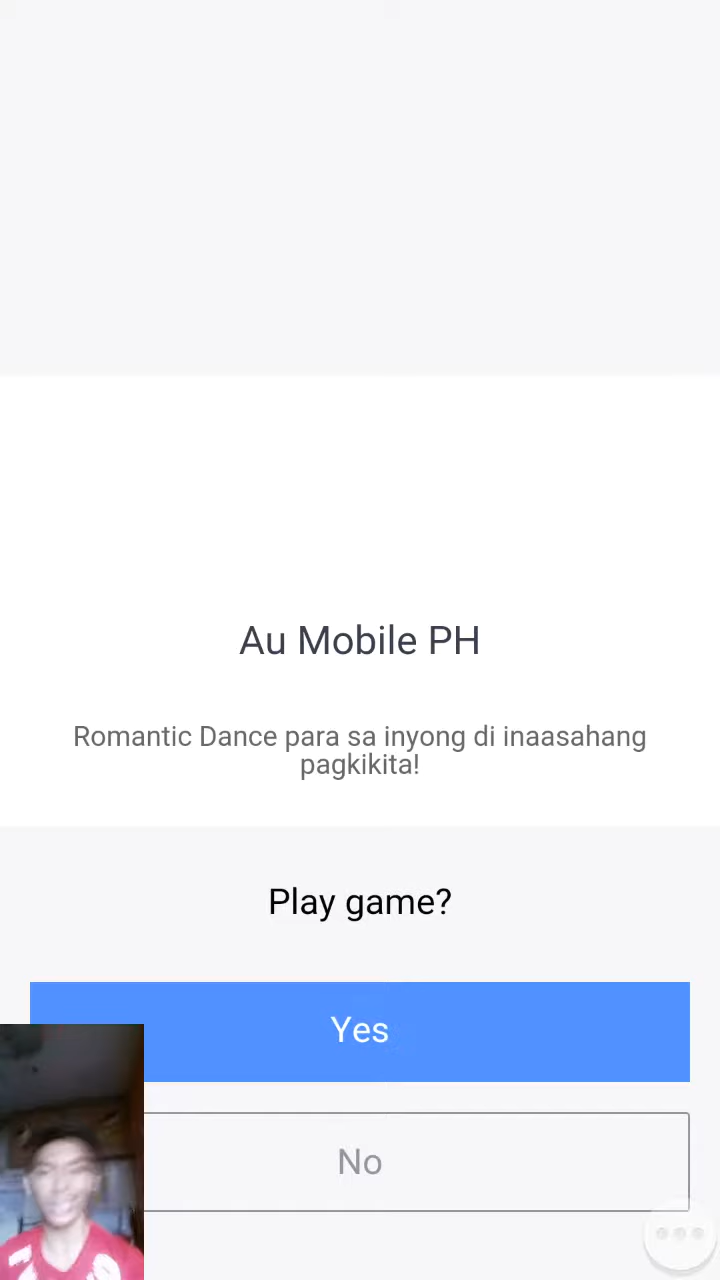 Au Mobile PH
Romantic Dance para sa inyong di inaasahang
pagkikita!
Play game?
Yes
No